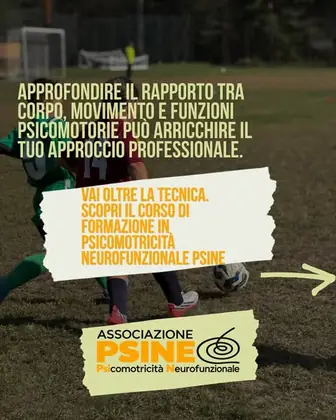 APPROFONDIRE IL RAPPORTO TRA
CORPO, MOVIMENTO E FUNZIONI
PSICOMOTORIE PUÒ ARRICCHIRE IL
TUO APPROCCIO PROFESSIONALE.
VAI OLTRE LA TECNICA.
SCOPRI IL CORSO DI
FORMAZIONE IN
PSICOMOTRICITÀ
NEUROFUNZIONALE PSINE
ASSOCIAZIONE
PSINE
Psicomotricità Neurofunzionale